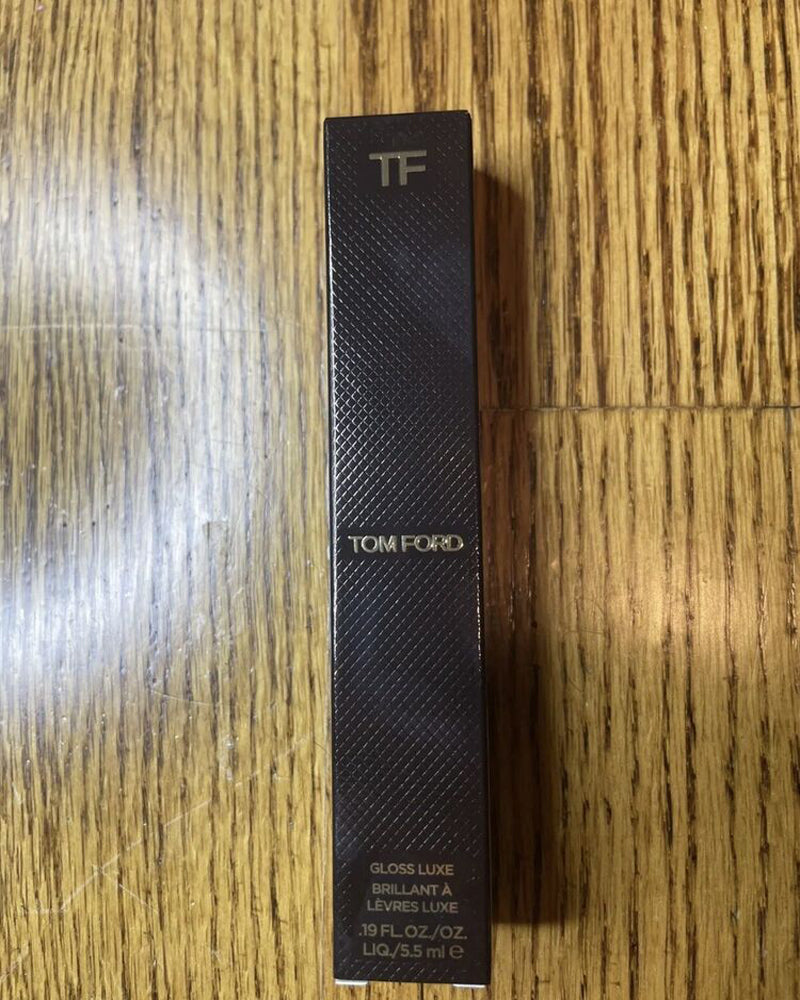 TF
TOM FORD
GLOSS LUXE
BRILLANT À
LÈVRES LUXE
.19 FL.OZ./OZ.
LIQ./5.5 ml ℮